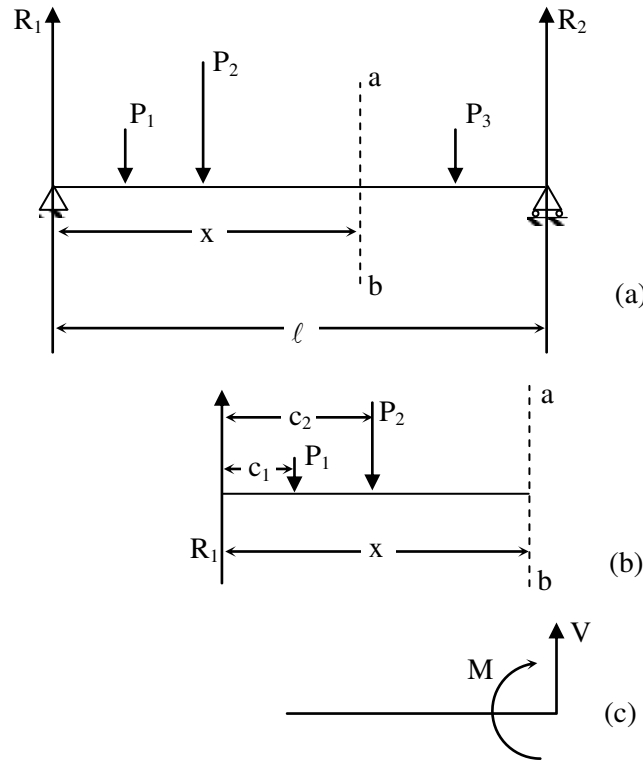 R1 R2
P2
a
P1 P3
x
b
(a)
ℓ
a
c2 P2
c1 P1
R1 x
b (b)
V
M
(c)